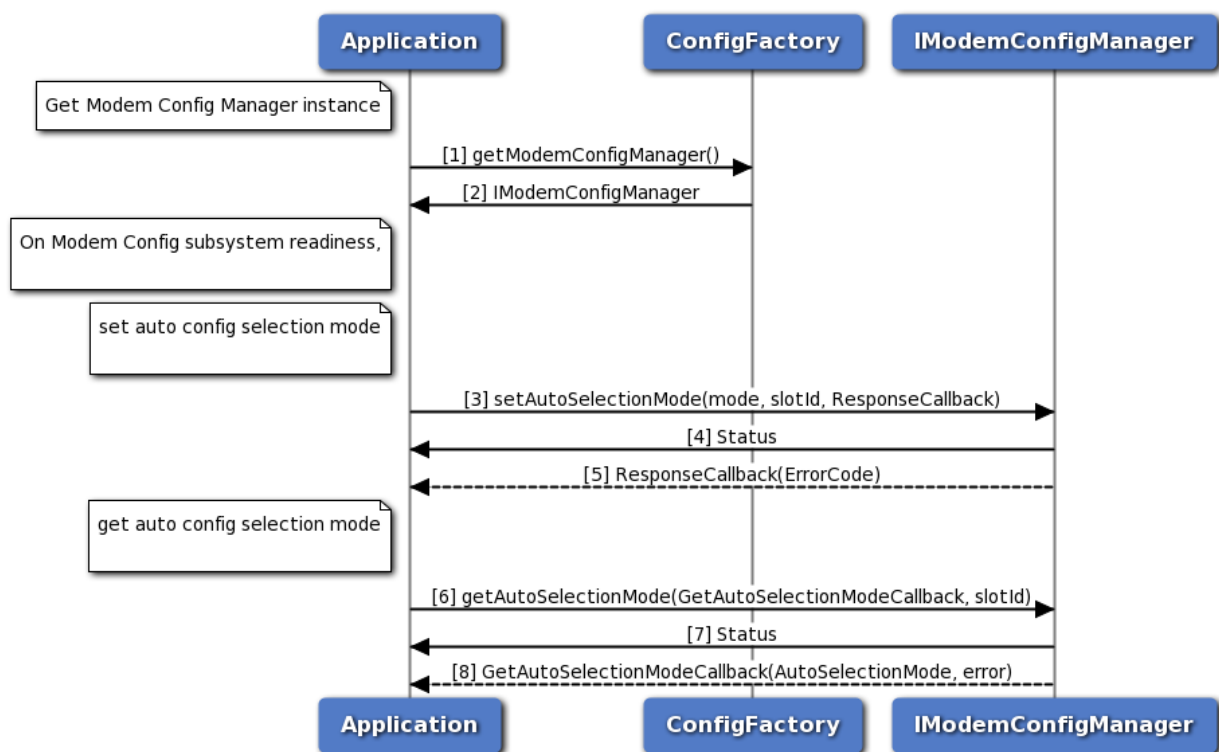 Application
ConfigFactory
IModemConfigManager
Get Modem Config Manager instance
[1] getModemConfigManager()
[2] IModemConfigManager
On Modem Config subsystem readiness,
set auto config selection mode
[3] setAutoSelectionMode(mode, slotId, ResponseCallback)
[4] Status
[5] ResponseCallback(ErrorCode)
get auto config selection mode
[6] getAutoSelectionMode(GetAutoSelectionModeCallback, slotId)
[7] Status
[8] GetAutoSelectionModeCallback(AutoSelectionMode, error)
Application
ConfigFactory
IModemConfigManager